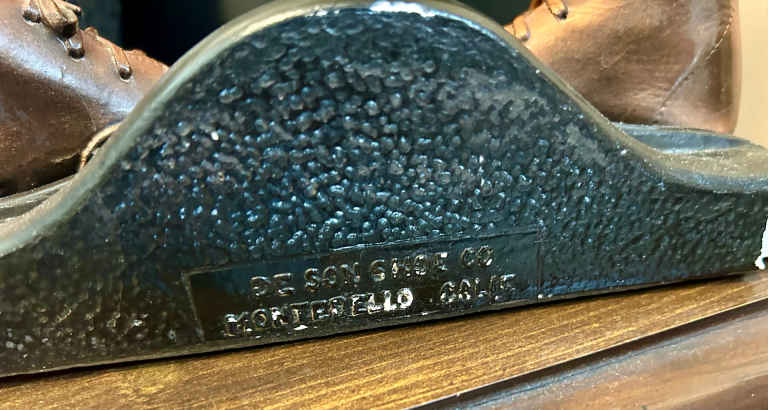 DE SON SHOE CO
MONTEBELLO CALIF